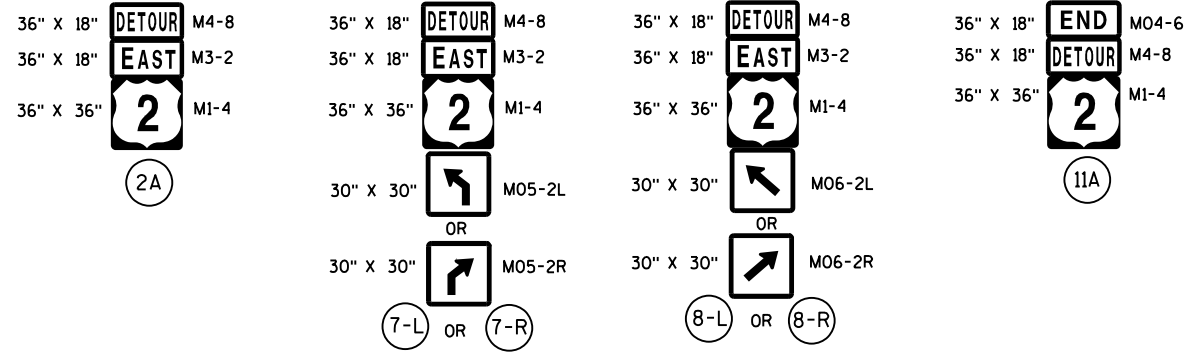 36" X 18" DETOUR M4-8
36" X 18" EAST M3-2
36" X 36" 2 M1-4
2A
36" X 18" DETOUR M4-8
36" X 18" EAST M3-2
36" X 36" 2 M1-4
30" X 30" M05-2L
OR
30" X 30" M05-2R
7-L OR 7-R
36" X 18" DETOUR M4-8
36" X 18" EAST M3-2
36" X 36" 2 M1-4
30" X 30" M06-2L
OR
30" X 30" M06-2R
8-L OR 8-R
36" X 18" END M04-6
36" X 18" DETOUR M4-8
36" X 36" 2 M1-4
11A